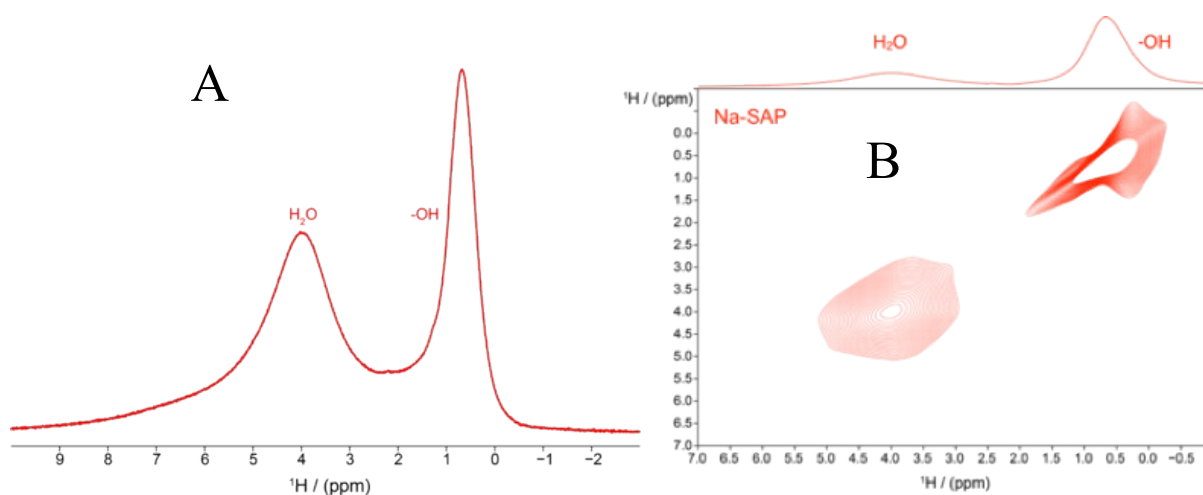 A
H₂O
-OH
9 8 7 6 5 4 3 2 1 0 −1 −2
¹H / (ppm)
H₂O
-OH
¹H / (ppm)
Na-SAP
B
0.0
0.5
1.0
1.5
2.0
2.5
3.0
3.5
4.0
4.5
5.0
5.5
6.0
6.5
7.0
7.0 6.5 6.0 5.5 5.0 4.5 4.0 3.5 3.0 2.5 2.0 1.5 1.0 0.5 0.0 -0.5
¹H / (ppm)